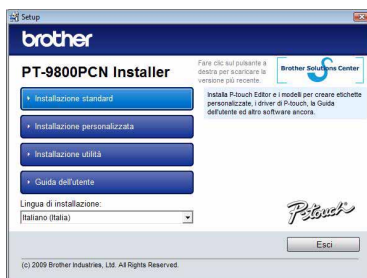 Setup
brother
PT-9800PCN Installer
Fare clic sul pulsante a
destra per scaricare la
versione più recente.
Brother Solutions Center
Installazione standard
Installazione personalizzata
Installazione utilità
Guida dell'utente
Installa P-touch Editor e i modelli per creare etichette
personalizzate, i driver di P-touch, la Guida
dell'utente ed altro software ancora.
Lingua di installazione:
Italiano (Italia)
P-touch
Esci
(c) 2009 Brother Industries, Ltd. All Rights Reserved.